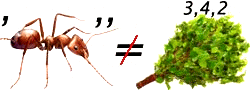 , ,, 3,4,2
≠